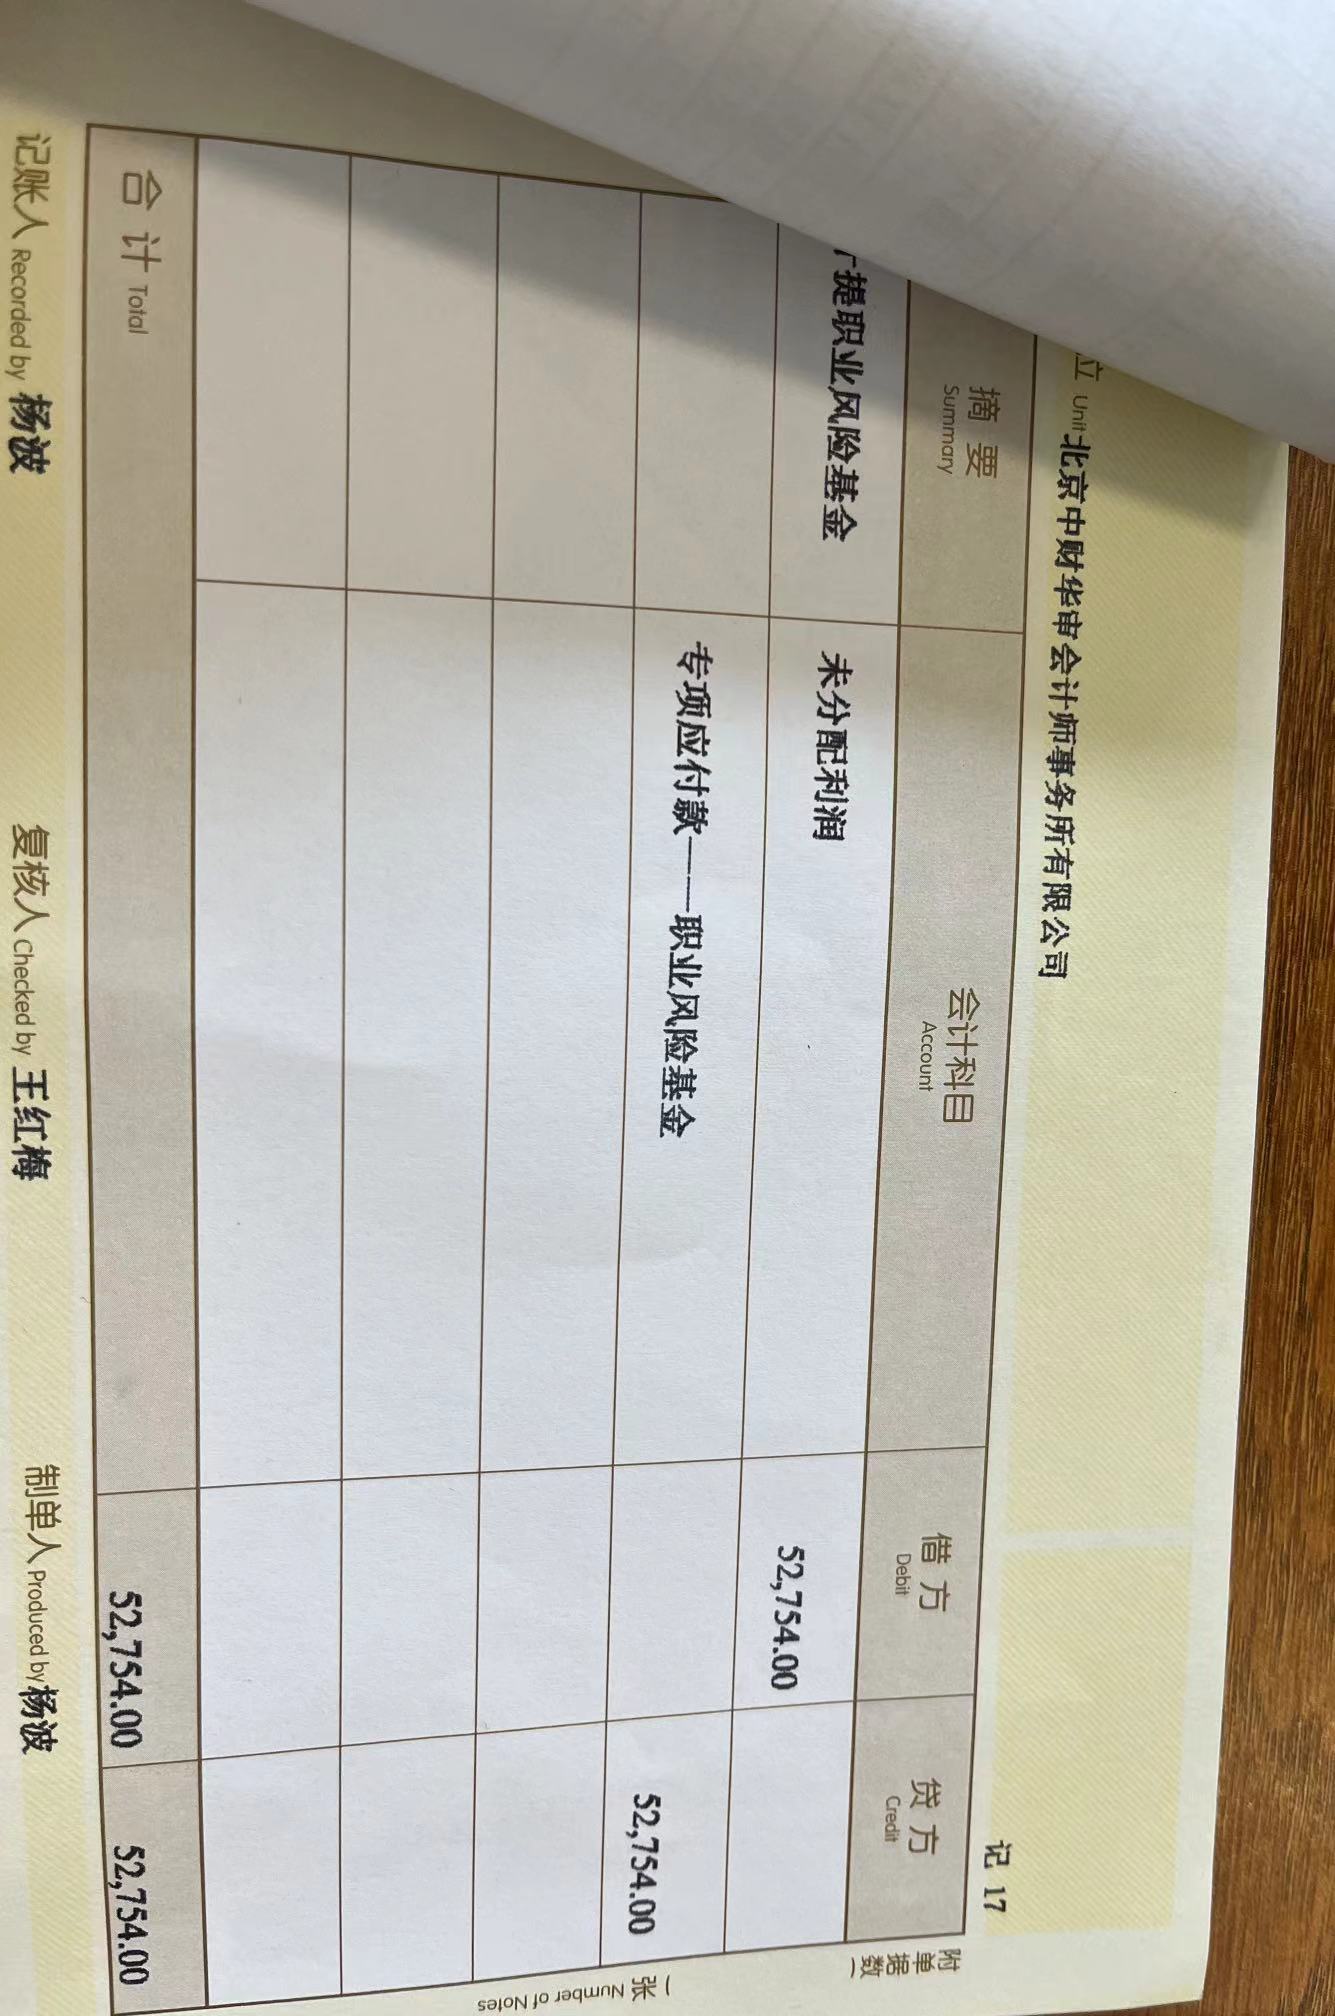 Unit 北京中财华审会计师事务所有限公司
记 17
摘 要 会计科目 借 方 贷 方
Summary Account Debit Credit
提职业风险基金 未分配利润 52,754.00
专项应付款——职业风险基金 52,754.00
合 计 Total 52,754.00 52,754.00
记账人 Recorded by 杨波 复核人 Checked by 王红梅 制单人 Produced by 杨波
附单据数( )张 Number of Notes